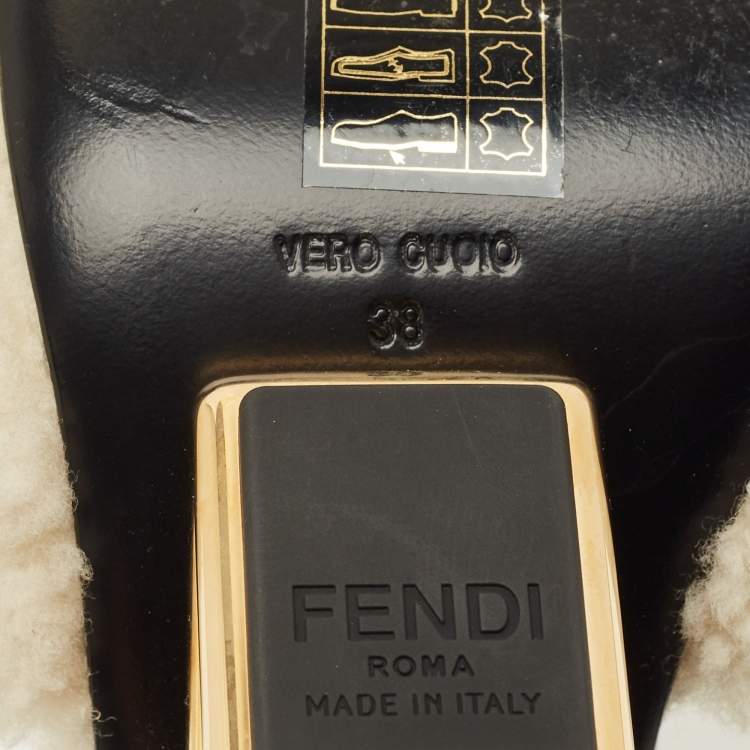 VERO CUOIO
38
FENDI
ROMA
MADE IN ITALY